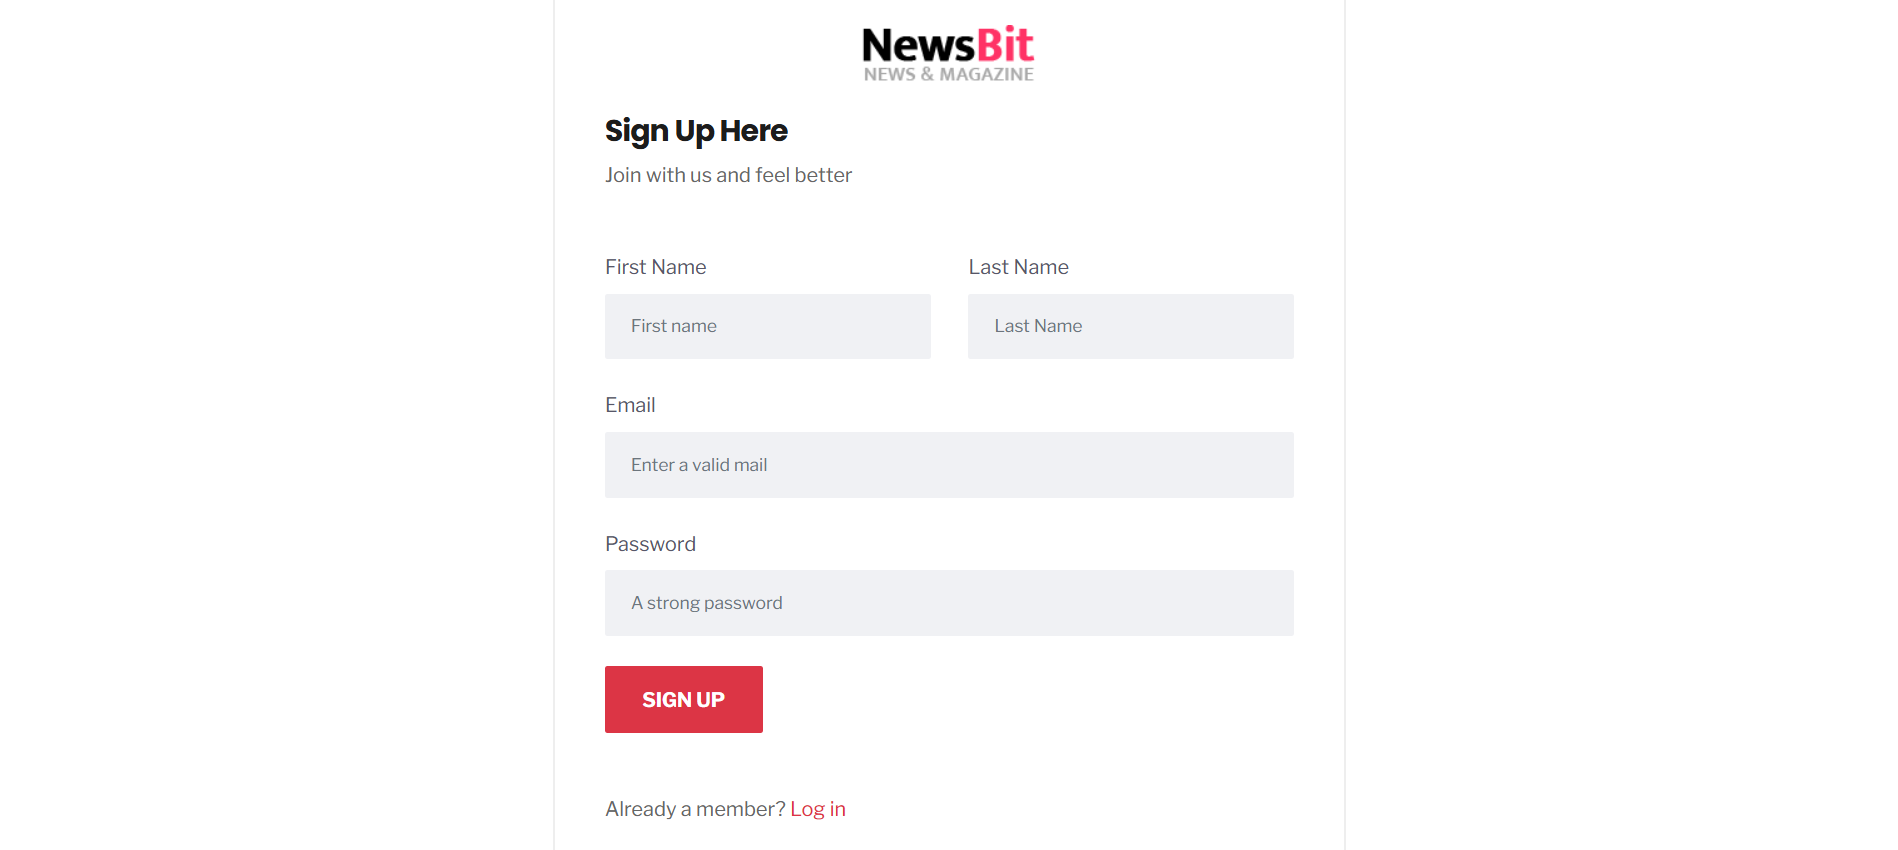 NewsBit
NEWS & MAGAZINE
Sign Up Here
Join with us and feel better
First Name
Last Name
First name
Last Name
Email
Enter a valid mail
Password
A strong password
SIGN UP
Already a member? Log in